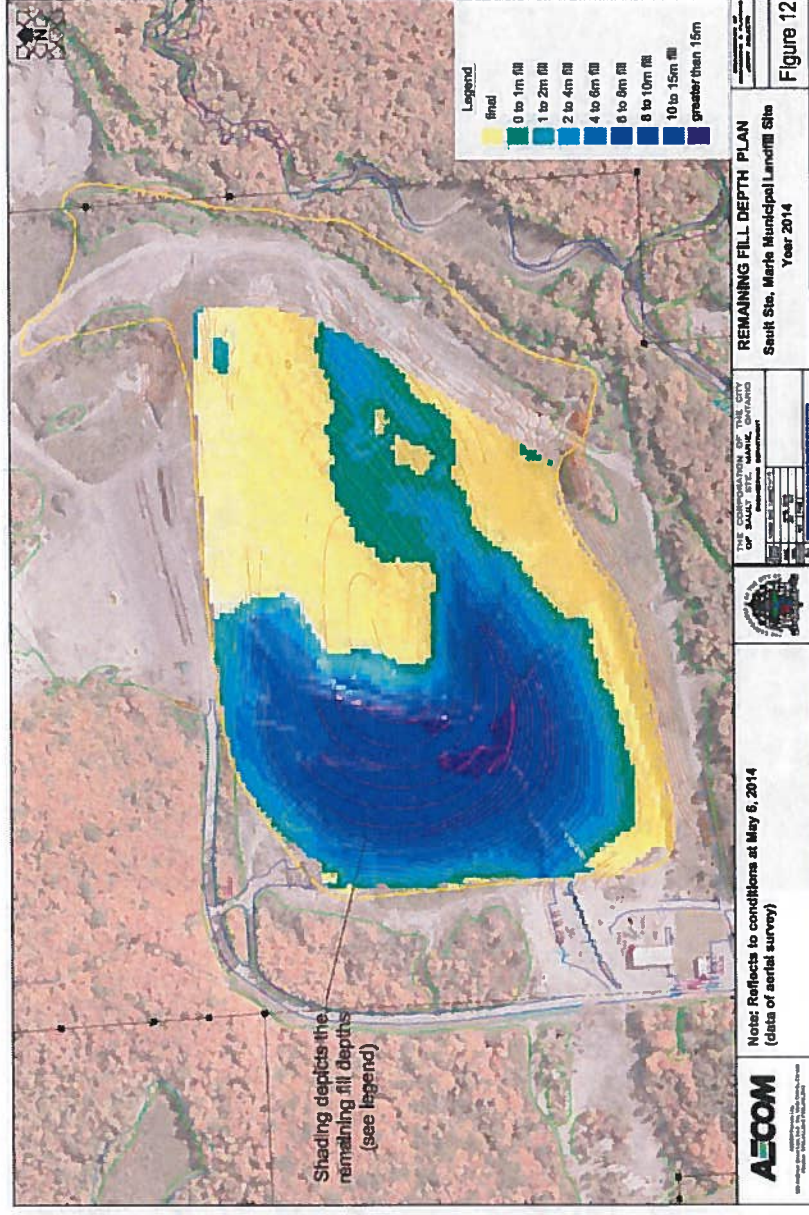 N
Legend
final
0 to 1m fill
1 to 2m fill
2 to 4m fill
4 to 6m fill
6 to 8m fill
8 to 10m fill
10 to 15m fill
greater than 15m
Shading depicts the
remaining fill depths
(see legend)
AECOM
Note: Reflects to conditions at May 6, 2014
(data of aerial survey)
THE CORPORATION OF THE CITY
OF SAULT STE. MARIE, ONTARIO
ENGINEERING DEPARTMENT
REMAINING FILL DEPTH PLAN
Sault Ste. Marie Municipal Landfill Site
Year 2014
Figure 12